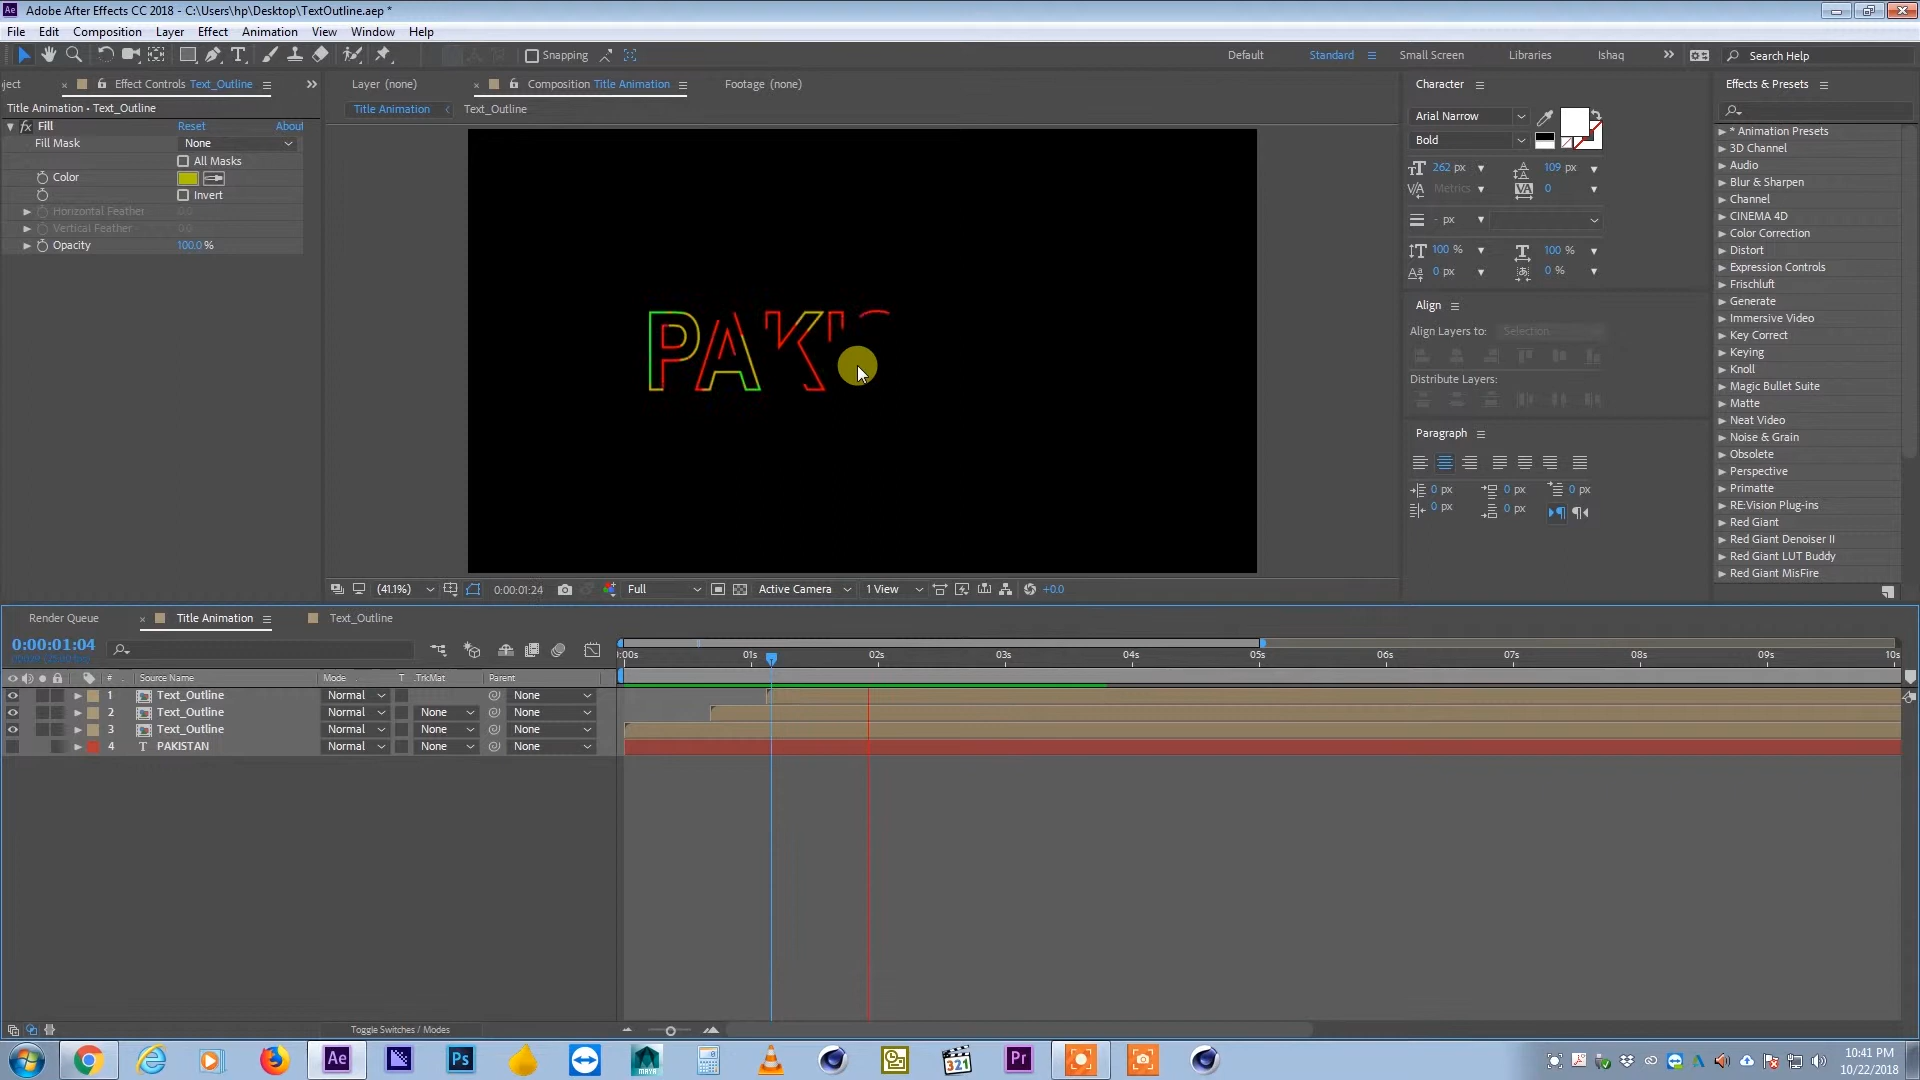 Adobe After Effects CC 2018 - C:\Users\hp\Desktop\TextOutline.aep *
File Edit Composition Layer Effect Animation View Window Help
Snapping Default Standard Small Screen Libraries Ishaq Search Help
ject Effect Controls Text_Outline
Layer (none) Composition Title Animation Footage (none)
Character
Effects & Presets
Title Animation • Text_Outline
Title Animation Text_Outline
fx Fill Reset About
Fill Mask None
All Masks
Color
Invert
Horizontal Feather 0.0
Vertical Feather 0.0
Opacity 100.0 %
PAKI
Arial Narrow
Bold
262 px 109 px
Metrics 0
- px
100 % 100 %
0 px 0 %
Align
Align Layers to: Selection
Distribute Layers:
Paragraph
0 px 0 px 0 px
0 px 0 px
* Animation Presets
3D Channel
Audio
Blur & Sharpen
Channel
CINEMA 4D
Color Correction
Distort
Expression Controls
Frischluft
Generate
Immersive Video
Key Correct
Keying
Knoll
Magic Bullet Suite
Matte
Neat Video
Noise & Grain
Obsolete
Perspective
Primatte
RE:Vision Plug-ins
Red Giant
Red Giant Denoiser II
Red Giant LUT Buddy
Red Giant MisFire
(41.1%) 0:00:01:24 Full Active Camera 1 View +0.0
Render Queue Title Animation Text_Outline
0:00:01:04
:00s 01s 02s 03s 04s 05s 06s 07s 08s 09s 10s
# Source Name Mode T .TrkMat Parent
1 Text_Outline Normal None
2 Text_Outline Normal None None
3 Text_Outline Normal None None
4 T PAKISTAN Normal None None
Toggle Switches / Modes
Ae Ps MAYA 321 Pr
10:41 PM
10/22/2018